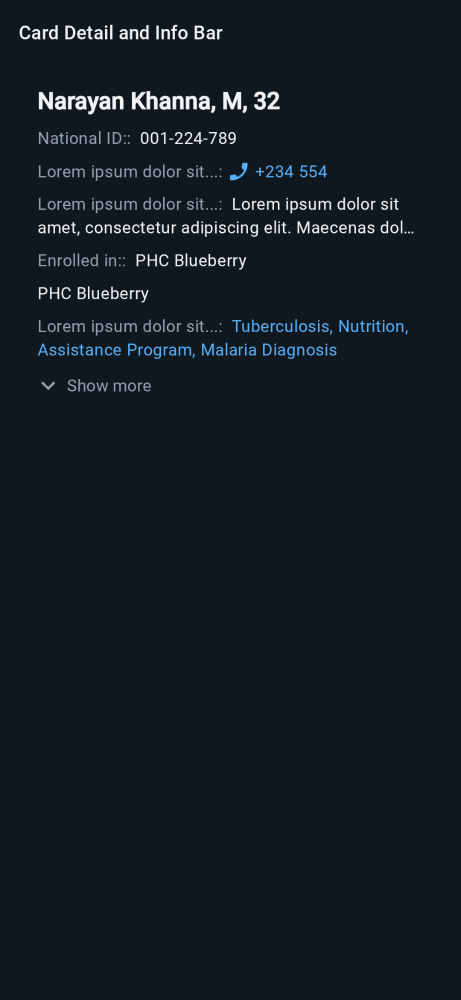 Card Detail and Info Bar
Narayan Khanna, M, 32
National ID:: 001-224-789
Lorem ipsum dolor sit...: +234 554
Lorem ipsum dolor sit...: Lorem ipsum dolor sit
amet, consectetur adipiscing elit. Maecenas dol…
Enrolled in:: PHC Blueberry
PHC Blueberry
Lorem ipsum dolor sit...: Tuberculosis, Nutrition,
Assistance Program, Malaria Diagnosis
Show more